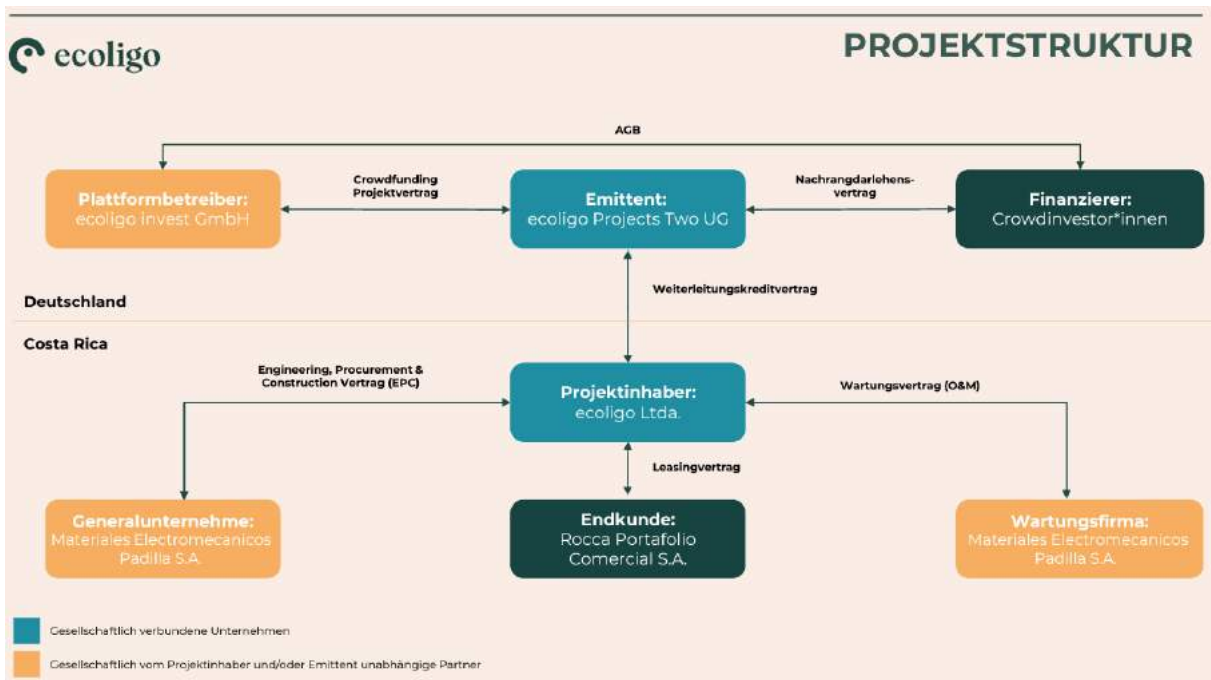 ecoligo
PROJEKTSTRUKTUR
AGB
Crowdfunding
Projektvertrag
Nachrangdarlehens-
vertrag
Plattformbetreiber:
ecoligo invest GmbH
Emittent:
ecoligo Projects Two UG
Finanzierer:
Crowdinvestor*innen
Weiterleitungskreditvertrag
Deutschland
Costa Rica
Engineering, Procurement &
Construction Vertrag (EPC)
Projektinhaber:
ecoligo Ltda.
Wartungsvertrag (O&M)
Leasingvertrag
Generalunternehme:
Materiales Electromecanicos
Padilla S.A.
Endkunde:
Rocca Portafolio
Comercial S.A.
Wartungsfirma:
Materiales Electromecanicos
Padilla S.A.
Gesellschaftlich verbundene Unternehmen
Gesellschaftlich vom Projektinhaber und/oder Emittent unabhängige Partner